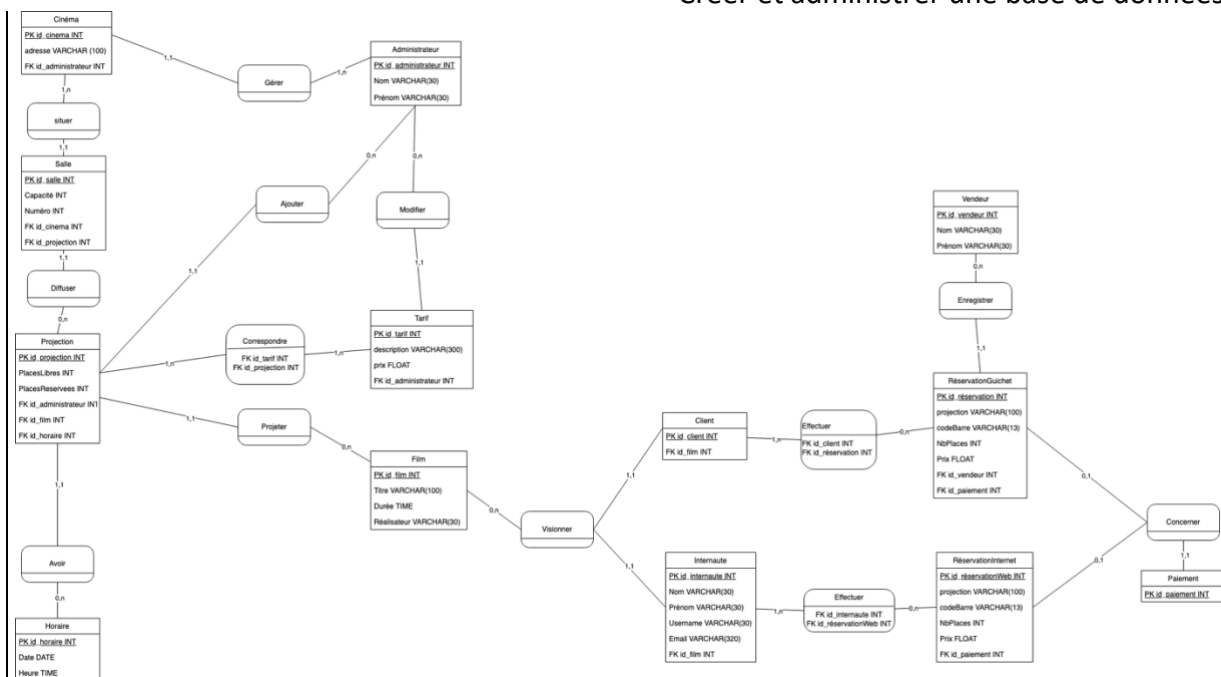 Créer et administrer une base de données
Cinéma
PK id_cinema INT
adresse VARCHAR (100)
FK id_administrateur INT
1,1
Gérer
1,n
Administrateur
PK id_administrateur INT
Nom VARCHAR(30)
Prénom VARCHAR(30)
1,n
situer
1,1
Salle
PK id_salle INT
Capacité INT
Numéro INT
FK id_cinema INT
FK id_projection INT
1,1
Diffuser
0,n
0,n
Ajouter
1,1
0,n
Modifier
1,1
Projection
PK id_projection INT
PlacesLibres INT
PlacesReservees INT
FK id_administrateur INT
FK id_film INT
FK id_horaire INT
1,n
Correspondre
FK id_tarif INT
FK id_projection INT
1,n
Tarif
PK id_tarif INT
description VARCHAR(300)
prix FLOAT
FK id_administrateur INT
1,1
Projeter
0,n
Film
PK id_film INT
Titre VARCHAR(100)
Durée TIME
Réalisateur VARCHAR(30)
1,1
Avoir
0,n
Horaire
PK id_horaire INT
Date DATE
Heure TIME
0,n
Visionner
1,1
1,1
Client
PK id_client INT
FK id_film INT
1,n
Effectuer
FK id_client INT
FK id_réservation INT
0,n
Vendeur
PK id_vendeur INT
Nom VARCHAR(30)
Prénom VARCHAR(30)
0,n
Enregistrer
1,1
RéservationGuichet
PK id_réservation INT
projection VARCHAR(100)
codeBarre VARCHAR(13)
NbPlaces INT
Prix FLOAT
FK id_vendeur INT
FK id_paiement INT
0,1
Concerner
1,1
Paiement
PK id_paiement INT
0,1
Internaute
PK id_internaute INT
Nom VARCHAR(30)
Prénom VARCHAR(30)
Username VARCHAR(30)
Email VARCHAR(320)
FK id_film INT
1,n
Effectuer
FK id_internaute INT
FK id_réservationWeb INT
0,n
RéservationInternet
PK id_réservationWeb INT
projection VARCHAR(100)
codeBarre VARCHAR(13)
NbPlaces INT
Prix FLOAT
FK id_paiement INT